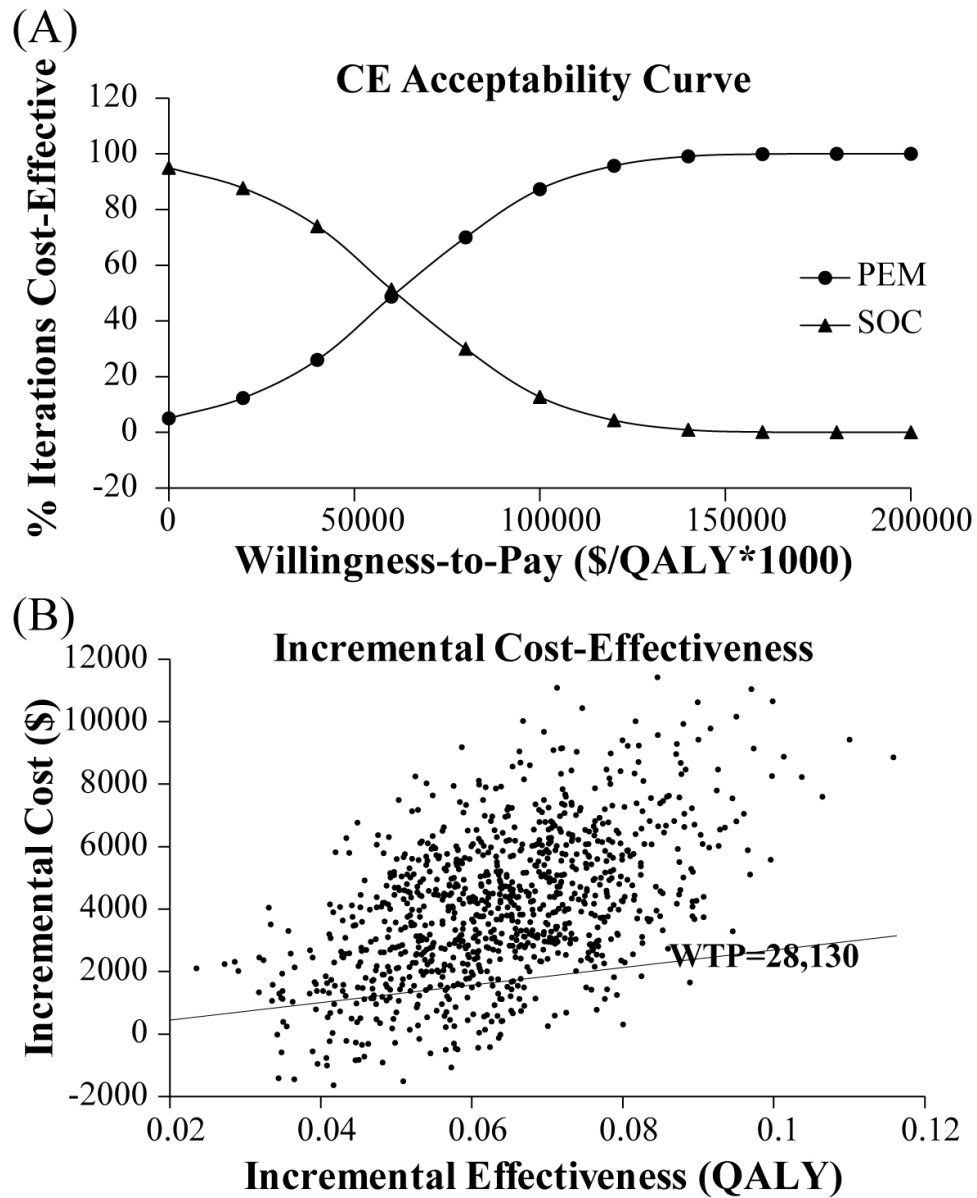 (A)
CE Acceptability Curve
% Iterations Cost-Effective
120
100
80
60
40
20
0
-20
PEM
SOC
0 50000 100000 150000 200000
Willingness-to-Pay ($/QALY*1000)
(B)
Incremental Cost-Effectiveness
Incremental Cost ($)
12000
10000
8000
6000
4000
2000
0
-2000
WTP=28,130
0.02 0.04 0.06 0.08 0.1 0.12
Incremental Effectiveness (QALY)